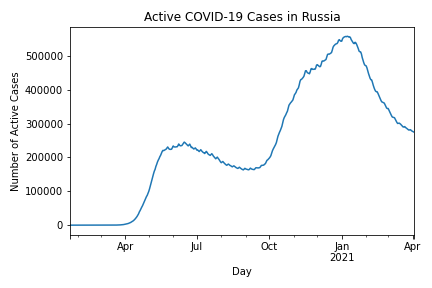 Active COVID-19 Cases in Russia
500000
400000
300000
200000
100000
0
Number of Active Cases
Apr
Jul
Oct
Jan
2021
Apr
Day